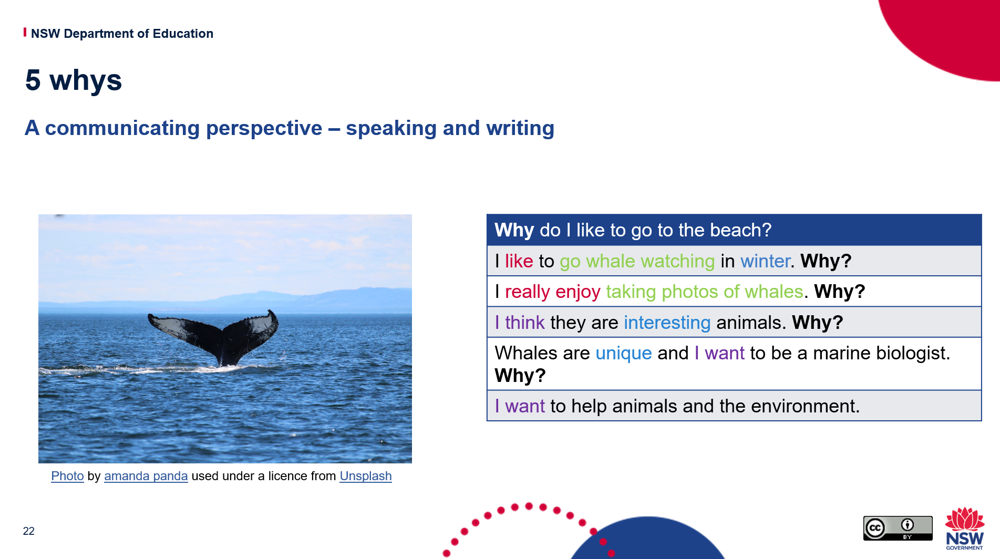 NSW Department of Education
5 whys
A communicating perspective – speaking and writing
Why do I like to go to the beach?
I like to go whale watching in winter. Why?
I really enjoy taking photos of whales. Why?
I think they are interesting animals. Why?
Whales are unique and I want to be a marine biologist.
Why?
I want to help animals and the environment.
Photo by amanda panda used under a licence from Unsplash
22
cc
BY
NSW
GOVERNMENT